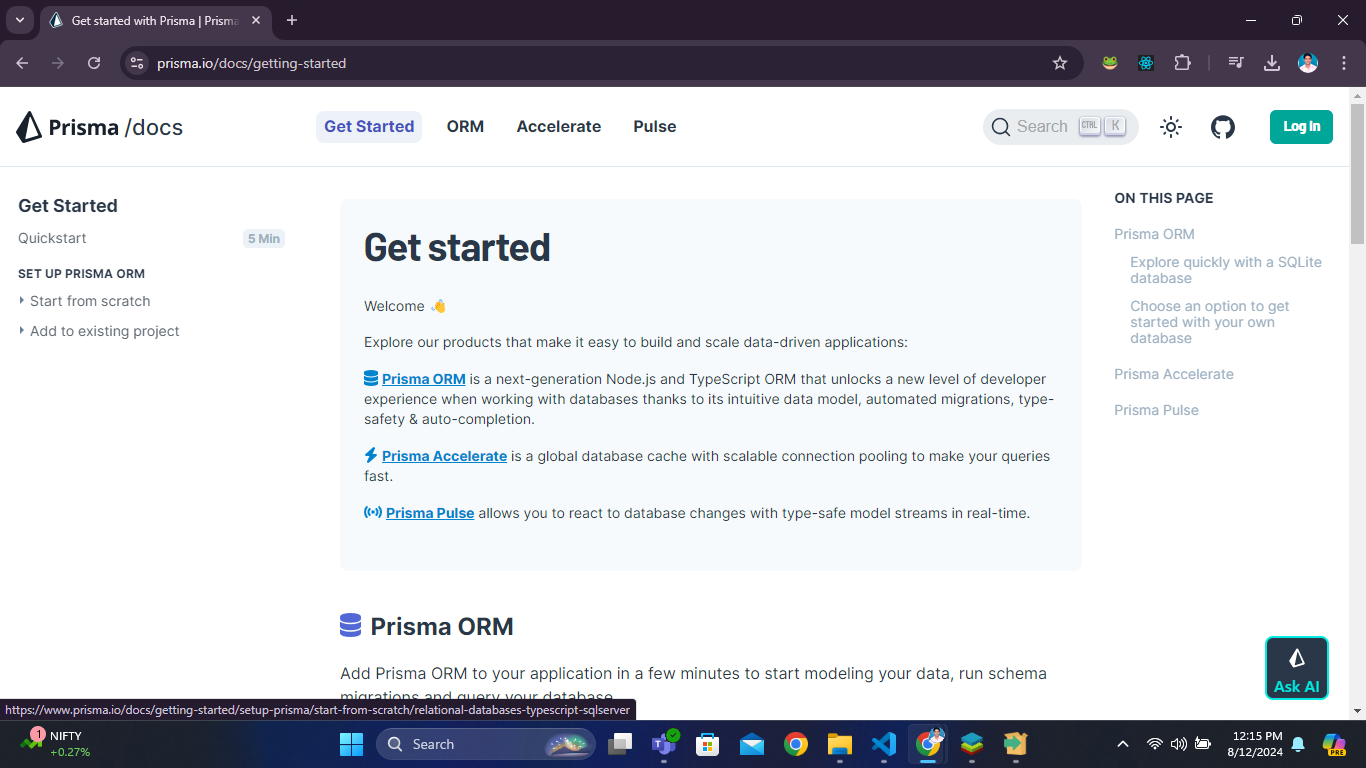 Get started with Prisma | Prisma
prisma.io/docs/getting-started
Prisma /docs
Get Started
ORM
Accelerate
Pulse
Search CTRL K
Log in
Get Started
Quickstart 5 Min
SET UP PRISMA ORM
Start from scratch
Add to existing project
Get started
Welcome 👋
Explore our products that make it easy to build and scale data-driven applications:
Prisma ORM is a next-generation Node.js and TypeScript ORM that unlocks a new level of developer
experience when working with databases thanks to its intuitive data model, automated migrations, type-
safety & auto-completion.
Prisma Accelerate is a global database cache with scalable connection pooling to make your queries
fast.
Prisma Pulse allows you to react to database changes with type-safe model streams in real-time.
Prisma ORM
Add Prisma ORM to your application in a few minutes to start modeling your data, run schema
migrations and query your database.
ON THIS PAGE
Prisma ORM
Explore quickly with a SQLite
database
Choose an option to get
started with your own
database
Prisma Accelerate
Prisma Pulse
Ask AI
https://www.prisma.io/docs/getting-started/setup-prisma/start-from-scratch/relational-databases-typescript-sqlserver
1
NIFTY
+0.27%
Search
PRE
12:15 PM
8/12/2024